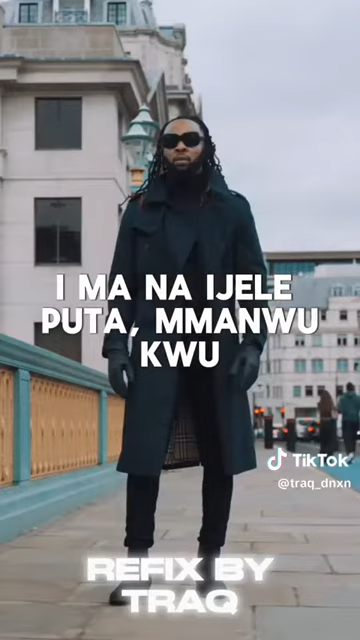 I MA NA IJELE
PUTA, MMANWU
KWU
TikTok
@traq_dnxn
REFIX BY
TRAQ